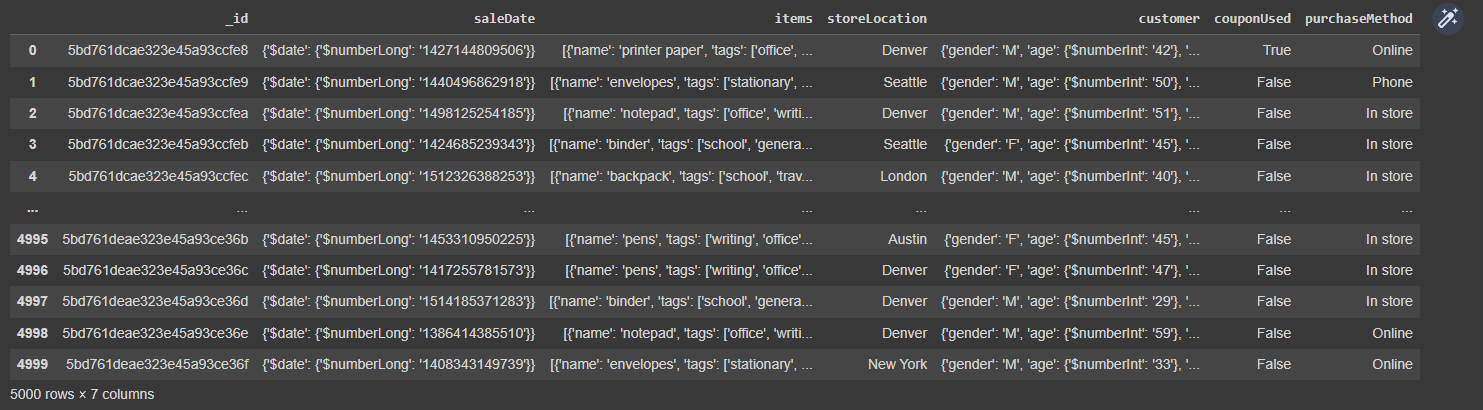 _id saleDate items storeLocation customer couponUsed purchaseMethod
0 5bd761dcae323e45a93ccfe8 {'$date': {'$numberLong': '1427144809506'}} [{'name': 'printer paper', 'tags': ['office', ... Denver {'gender': 'M', 'age': {'$numberInt': '42'}, '... True Online
1 5bd761dcae323e45a93ccfe9 {'$date': {'$numberLong': '1440496862918'}} [{'name': 'envelopes', 'tags': ['stationary', ... Seattle {'gender': 'M', 'age': {'$numberInt': '50'}, '... False Phone
2 5bd761dcae323e45a93ccfea {'$date': {'$numberLong': '1498125254185'}} [{'name': 'notepad', 'tags': ['office', 'writi... Denver {'gender': 'M', 'age': {'$numberInt': '51'}, '... False In store
3 5bd761dcae323e45a93ccfeb {'$date': {'$numberLong': '1424685239343'}} [{'name': 'binder', 'tags': ['school', 'genera... Seattle {'gender': 'F', 'age': {'$numberInt': '45'}, '... False In store
4 5bd761dcae323e45a93ccfec {'$date': {'$numberLong': '1512326388253'}} [{'name': 'backpack', 'tags': ['school', 'trav... London {'gender': 'M', 'age': {'$numberInt': '40'}, '... False In store
... ... ... ... ... ... ... ...
4995 5bd761deae323e45a93ce36b {'$date': {'$numberLong': '1453310950225'}} [{'name': 'pens', 'tags': ['writing', 'office'... Austin {'gender': 'F', 'age': {'$numberInt': '45'}, '... False In store
4996 5bd761deae323e45a93ce36c {'$date': {'$numberLong': '1417255781573'}} [{'name': 'pens', 'tags': ['writing', 'office'... Denver {'gender': 'F', 'age': {'$numberInt': '47'}, '... False In store
4997 5bd761deae323e45a93ce36d {'$date': {'$numberLong': '1514185371283'}} [{'name': 'binder', 'tags': ['school', 'genera... Denver {'gender': 'M', 'age': {'$numberInt': '29'}, '... False In store
4998 5bd761deae323e45a93ce36e {'$date': {'$numberLong': '1386414385510'}} [{'name': 'notepad', 'tags': ['office', 'writi... Denver {'gender': 'M', 'age': {'$numberInt': '59'}, '... False Online
4999 5bd761deae323e45a93ce36f {'$date': {'$numberLong': '1408343149739'}} [{'name': 'envelopes', 'tags': ['stationary', ... New York {'gender': 'M', 'age': {'$numberInt': '33'}, '... False Online
5000 rows × 7 columns